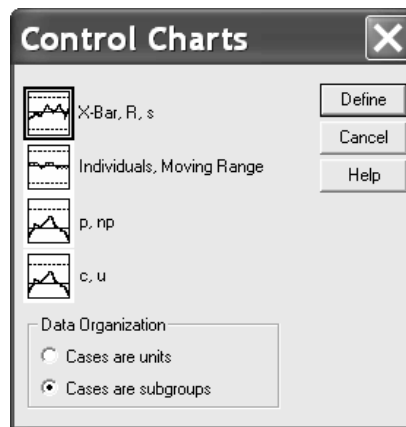 Control Charts
X-Bar, R, s
Individuals, Moving Range
p, np
c, u
Define
Cancel
Help
Data Organization
Cases are units
Cases are subgroups